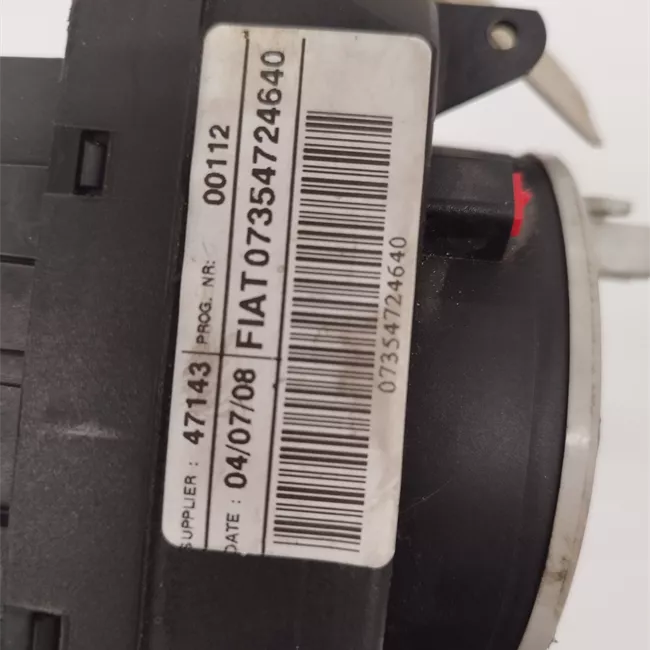 SUPPLIER : 47143 PROG. NR: 00112
DATE : 04/07/08 FIAT 07354724640
07354724640